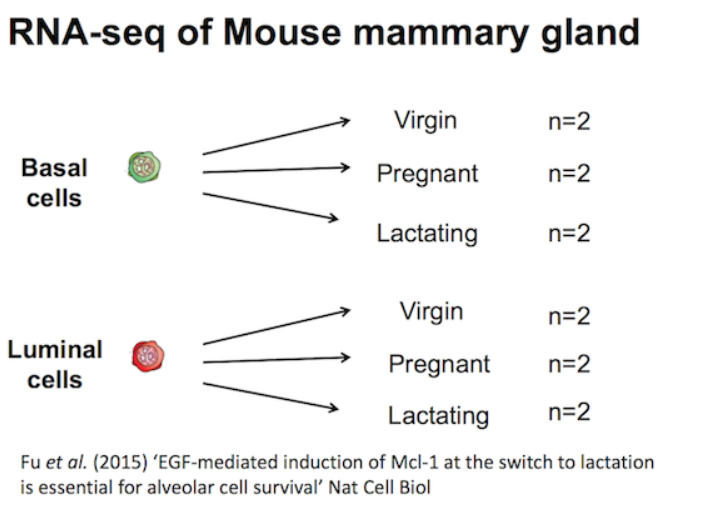 RNA-seq of Mouse mammary gland
Virgin n=2
Basal
cells
Pregnant n=2
Lactating n=2
Virgin n=2
Luminal
cells
Pregnant n=2
Lactating n=2
Fu et al. (2015) ‘EGF-mediated induction of Mcl-1 at the switch to lactation
is essential for alveolar cell survival’ Nat Cell Biol